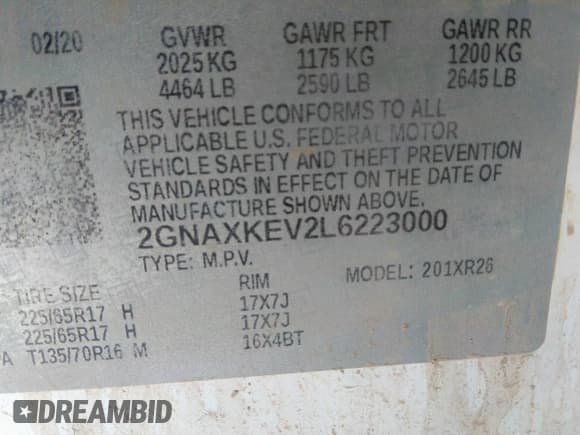 02/20 GVWR GAWR FRT GAWR RR
2025 KG 1175 KG 1200 KG
4464 LB 2590 LB 2645 LB
THIS VEHICLE CONFORMS TO ALL
APPLICABLE U.S. FEDERAL MOTOR
VEHICLE SAFETY AND THEFT PREVENTION
STANDARDS IN EFFECT ON THE DATE OF
MANUFACTURE SHOWN ABOVE.
2GNAXKEV2L6223000
TYPE: M.P.V. MODEL: 201XR26
TIRE SIZE RIM
225/65R17 H 17X7J
225/65R17 H 17X7J
A T135/70R16 M 16X4BT
DREAMBID